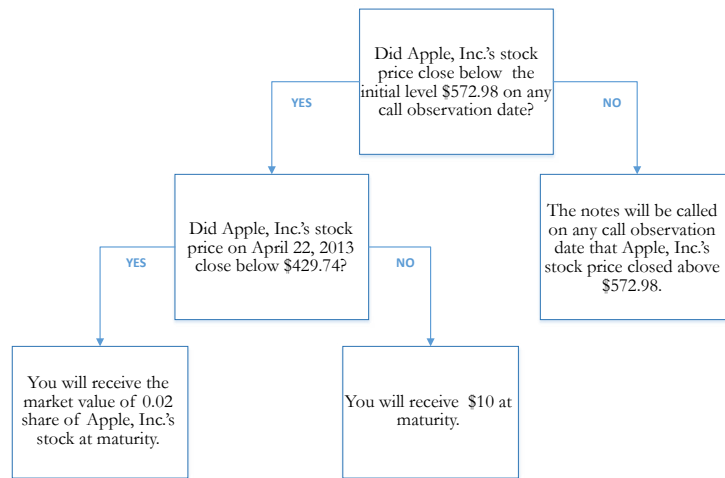 Did Apple, Inc.'s stock
price close below the
initial level $572.98 on any
call observation date?
YES
NO
Did Apple, Inc.'s stock
price on April 22, 2013
close below $429.74?
The notes will be called
on any call observation
date that Apple, Inc.'s
stock price closed above
$572.98.
YES
NO
You will receive the
market value of 0.02
share of Apple, Inc.'s
stock at maturity.
You will receive $10 at
maturity.